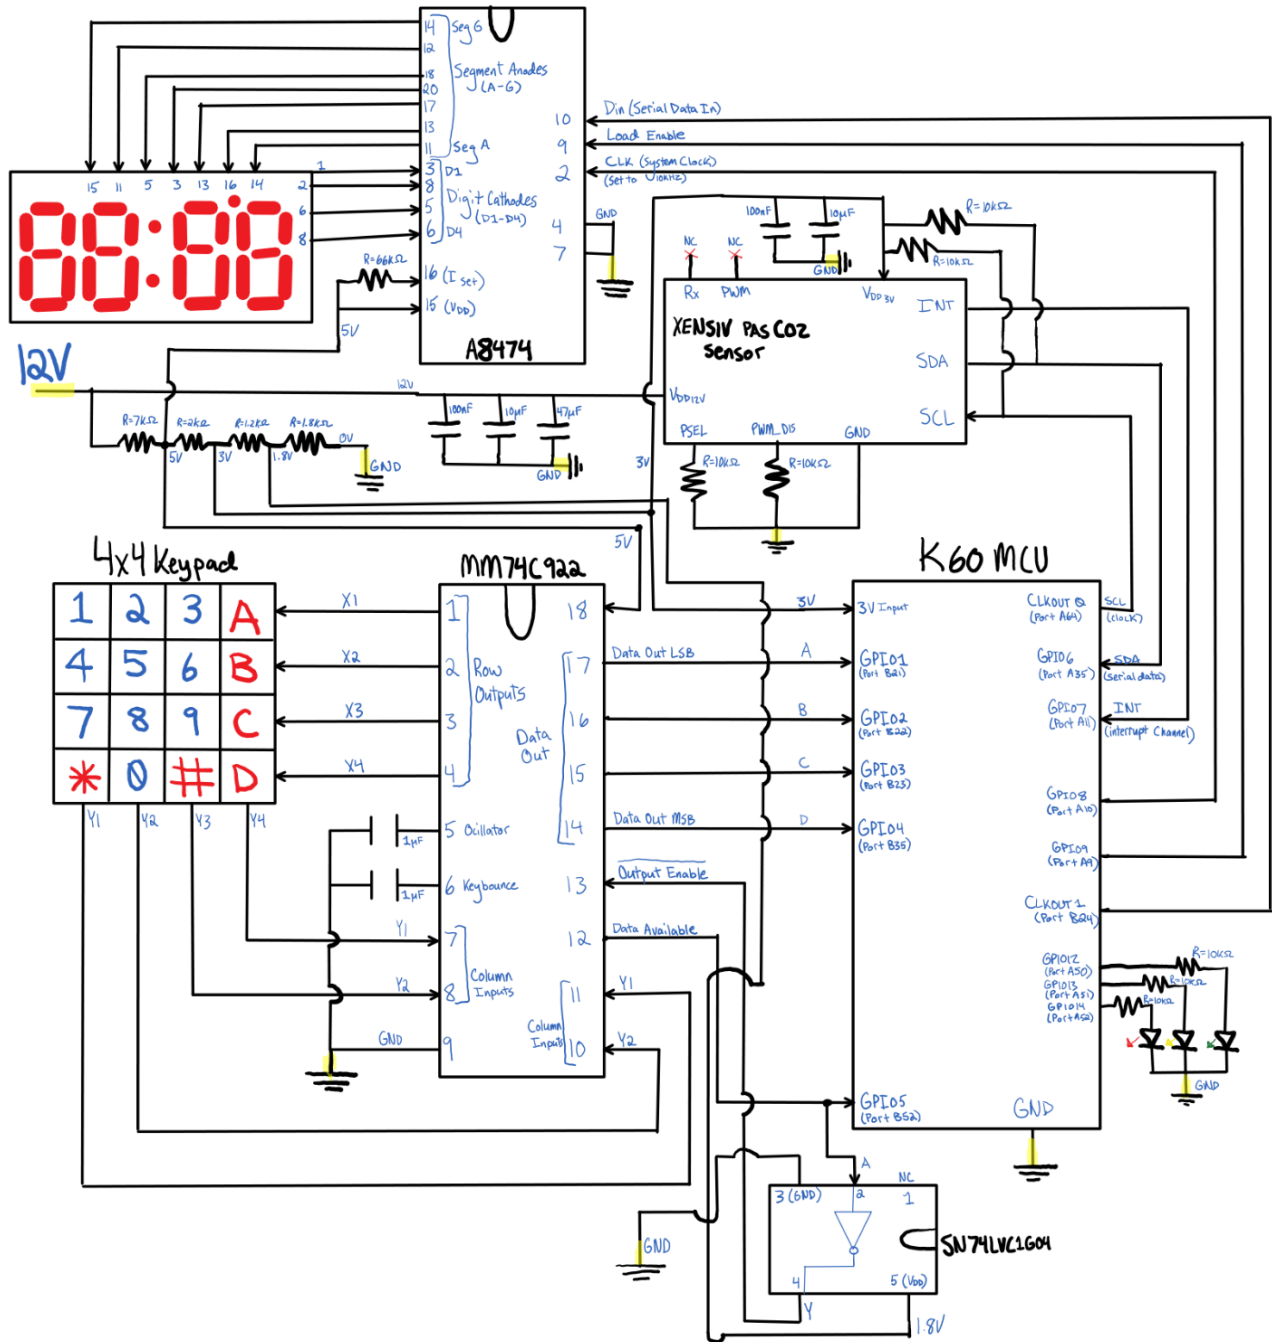 14
Seg G
12
18
Segment Anodes
20
(A-G)
17
13
11
Seg A
3
D1
8
Digit Cathodes
5
(D1-D4)
6
D4
16 (I set)
15 (VDD)
A8474
10
9
2
4
7
Din (Serial Data In)
Load Enable
CLK (System Clock)
(Set to 10kHz)
GND
15
11
5
3
13
16
14
1
2
6
8
R=66kΩ
5V
12V
12V
R=7kΩ
R=2kΩ
R=1.2kΩ
R=1.8kΩ
0V
5V
3V
1.8V
GND
100nF
10µF
47µF
GND
100nF
10µF
GND
R=10kΩ
R=10kΩ
NC
NC
Rx
PWM
VDD 3V
INT
XENSIV PAS CO2
Sensor
SDA
VDD12V
SCL
PSEL
PWM_DIS
GND
3V
R=10kΩ
R=10kΩ
5V
4x4 Keypad
1
2
3
A
4
5
6
B
7
8
9
C
*
0
#
D
X1
X2
X3
X4
Y1
Y2
Y3
Y4
MM74C922
1
18
2
Row
Outputs
17
3
16
Data
Out
4
15
5
Ocillator
14
6
Keybounce
13
7
12
8
Column
Inputs
11
9
Column
Inputs
10
1µF
1µF
Y1
Y2
GND
Data Out LSB
A
B
C
Data Out MSB
D
Output Enable
Data Available
Y1
Y2
K60 MCU
3V
3V Input
GPIO1
(Port B21)
GPIO2
(Port B22)
GPIO3
(Port B23)
GPIO4
(Port B35)
GPIO5
(Port B52)
CLKOUT 0
(Port A64)
GPIO6
(Port A35)
GPIO7
(Port A11)
GPIO8
(Port A10)
GPIO9
(Port A9)
CLKOUT 1
(Port B24)
GPIO12
(Port A50)
GPIO13
(Port A51)
GPIO14
(Port A52)
GND
SCL
(clock)
SDA
(serial data)
INT
(interrupt Channel)
R=10kΩ
R=10kΩ
R=10kΩ
GND
A
NC
3 (GND)
2
1
SN74LVC1G04
4
5 (VDD)
Y
1.8V
GND